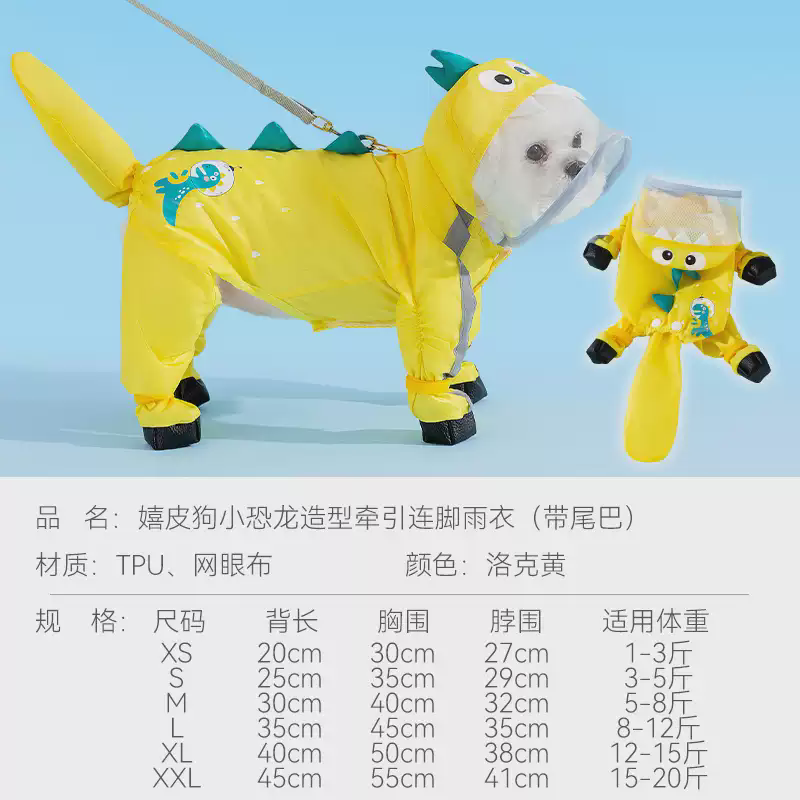 品 名：嬉皮狗小恐龙造型牵引连脚雨衣（带尾巴）
材质：TPU、网眼布 颜色：洛克黄
规 格：尺码 背长 胸围 脖围 适用体重
XS 20cm 30cm 27cm 1-3斤
S 25cm 35cm 29cm 3-5斤
M 30cm 40cm 32cm 5-8斤
L 35cm 45cm 35cm 8-12斤
XL 40cm 50cm 38cm 12-15斤
XXL 45cm 55cm 41cm 15-20斤